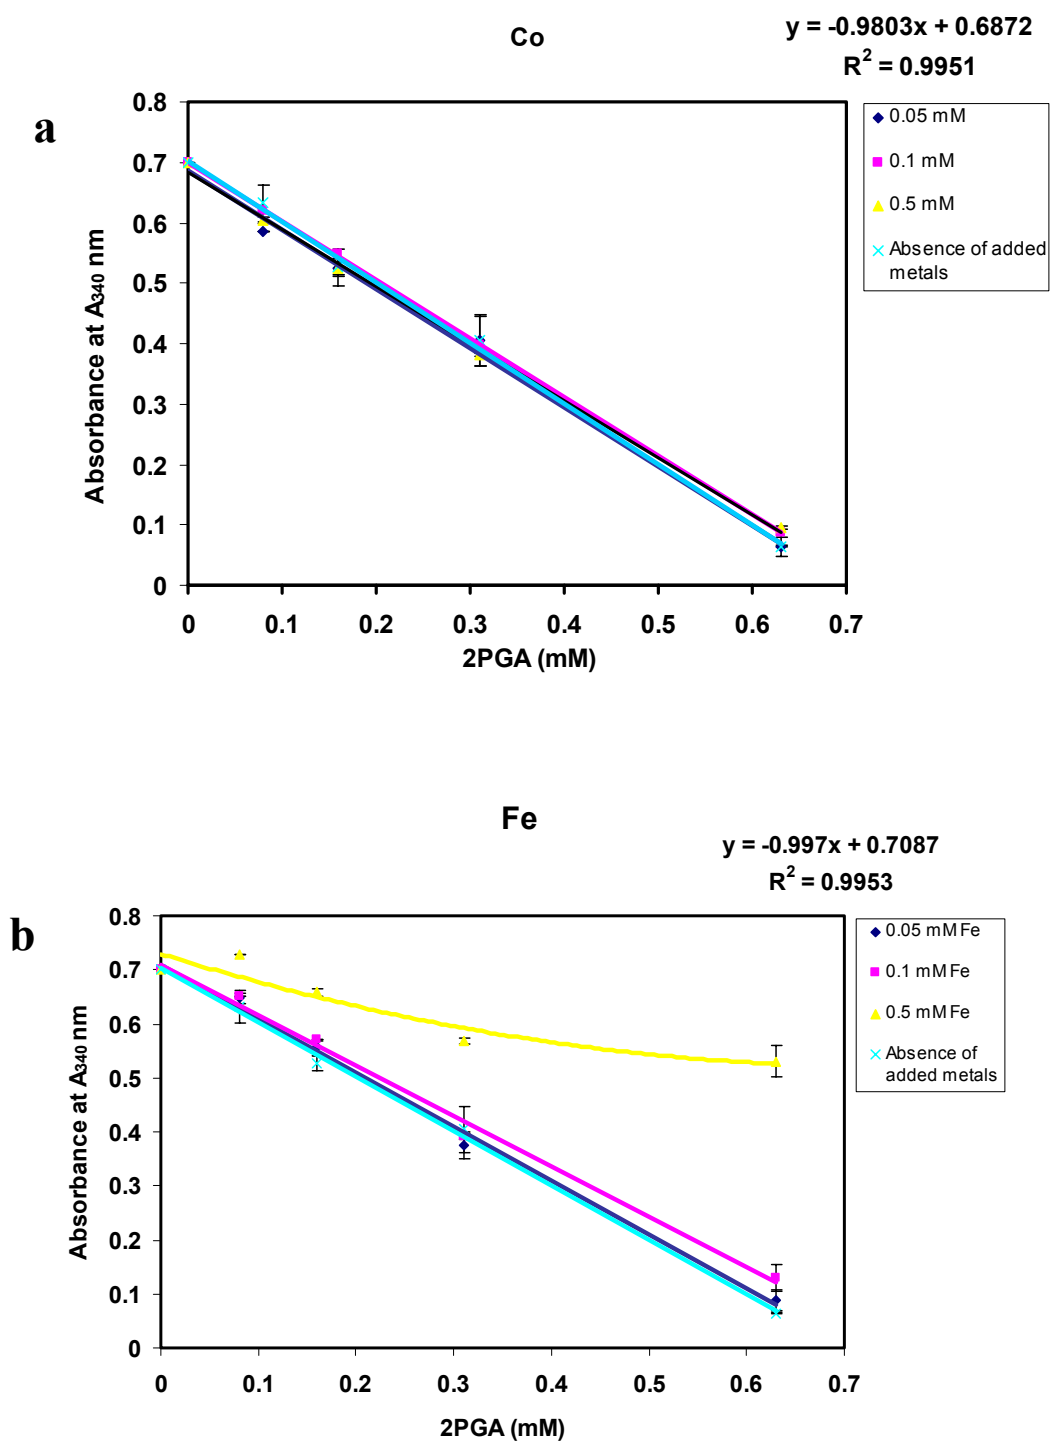 Co
y = -0.9803x + 0.6872
R² = 0.9951
a
0.8
0.7
0.6
0.5
0.4
0.3
0.2
0.1
0
Absorbance at A340 nm
0 0.1 0.2 0.3 0.4 0.5 0.6 0.7
2PGA (mM)
0.05 mM
0.1 mM
0.5 mM
Absence of added
metals
Fe
y = -0.997x + 0.7087
R² = 0.9953
b
0.8
0.7
0.6
0.5
0.4
0.3
0.2
0.1
0
Absorbance at A340 nm
0 0.1 0.2 0.3 0.4 0.5 0.6 0.7
2PGA (mM)
0.05 mM Fe
0.1 mM Fe
0.5 mM Fe
Absence of
added metals